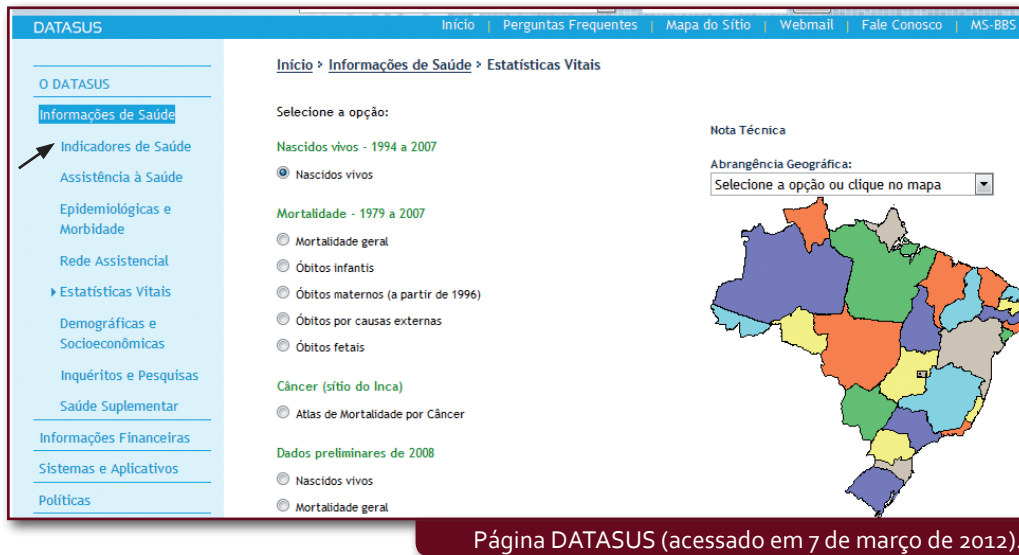 DATASUS
Início | Perguntas Frequentes | Mapa do Sítio | Webmail | Fale Conosco | MS-BBS
O DATASUS
Informações de Saúde
Indicadores de Saúde
Assistência à Saúde
Epidemiológicas e
Morbidade
Rede Assistencial
Estatísticas Vitais
Demográficas e
Socioeconômicas
Inquéritos e Pesquisas
Saúde Suplementar
Informações Financeiras
Sistemas e Aplicativos
Políticas
Início > Informações de Saúde > Estatísticas Vitais
Selecione a opção:
Nascidos vivos - 1994 a 2007
Nascidos vivos
Mortalidade - 1979 a 2007
Mortalidade geral
Óbitos infantis
Óbitos maternos (a partir de 1996)
Óbitos por causas externas
Óbitos fetais
Câncer (sítio do Inca)
Atlas de Mortalidade por Câncer
Dados preliminares de 2008
Nascidos vivos
Mortalidade geral
Nota Técnica
Abrangência Geográfica:
Selecione a opção ou clique no mapa
Página DATASUS (acessado em 7 de março de 2012).